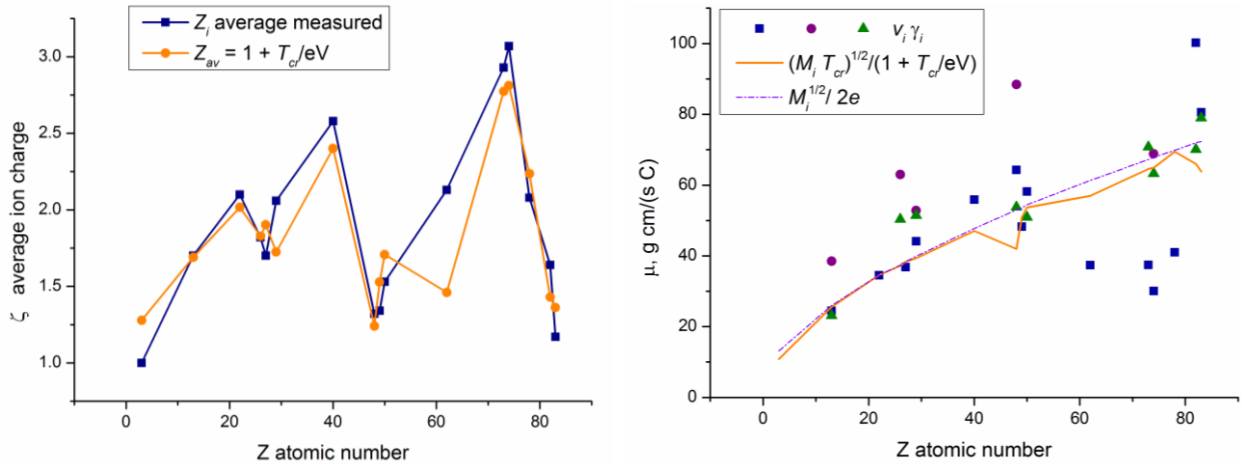 Z_i average measured
Z_av = 1 + T_cr/eV
3.0
2.5
2.0
1.5
1.0
0
20
40
60
80
ζ average ion charge
Z atomic number
v_i γ_i
(M_i T_cr)^1/2/(1 + T_cr/eV)
M_i^1/2/ 2e
100
80
60
40
20
0
0
20
40
60
80
μ, g cm/(s C)
Z atomic number